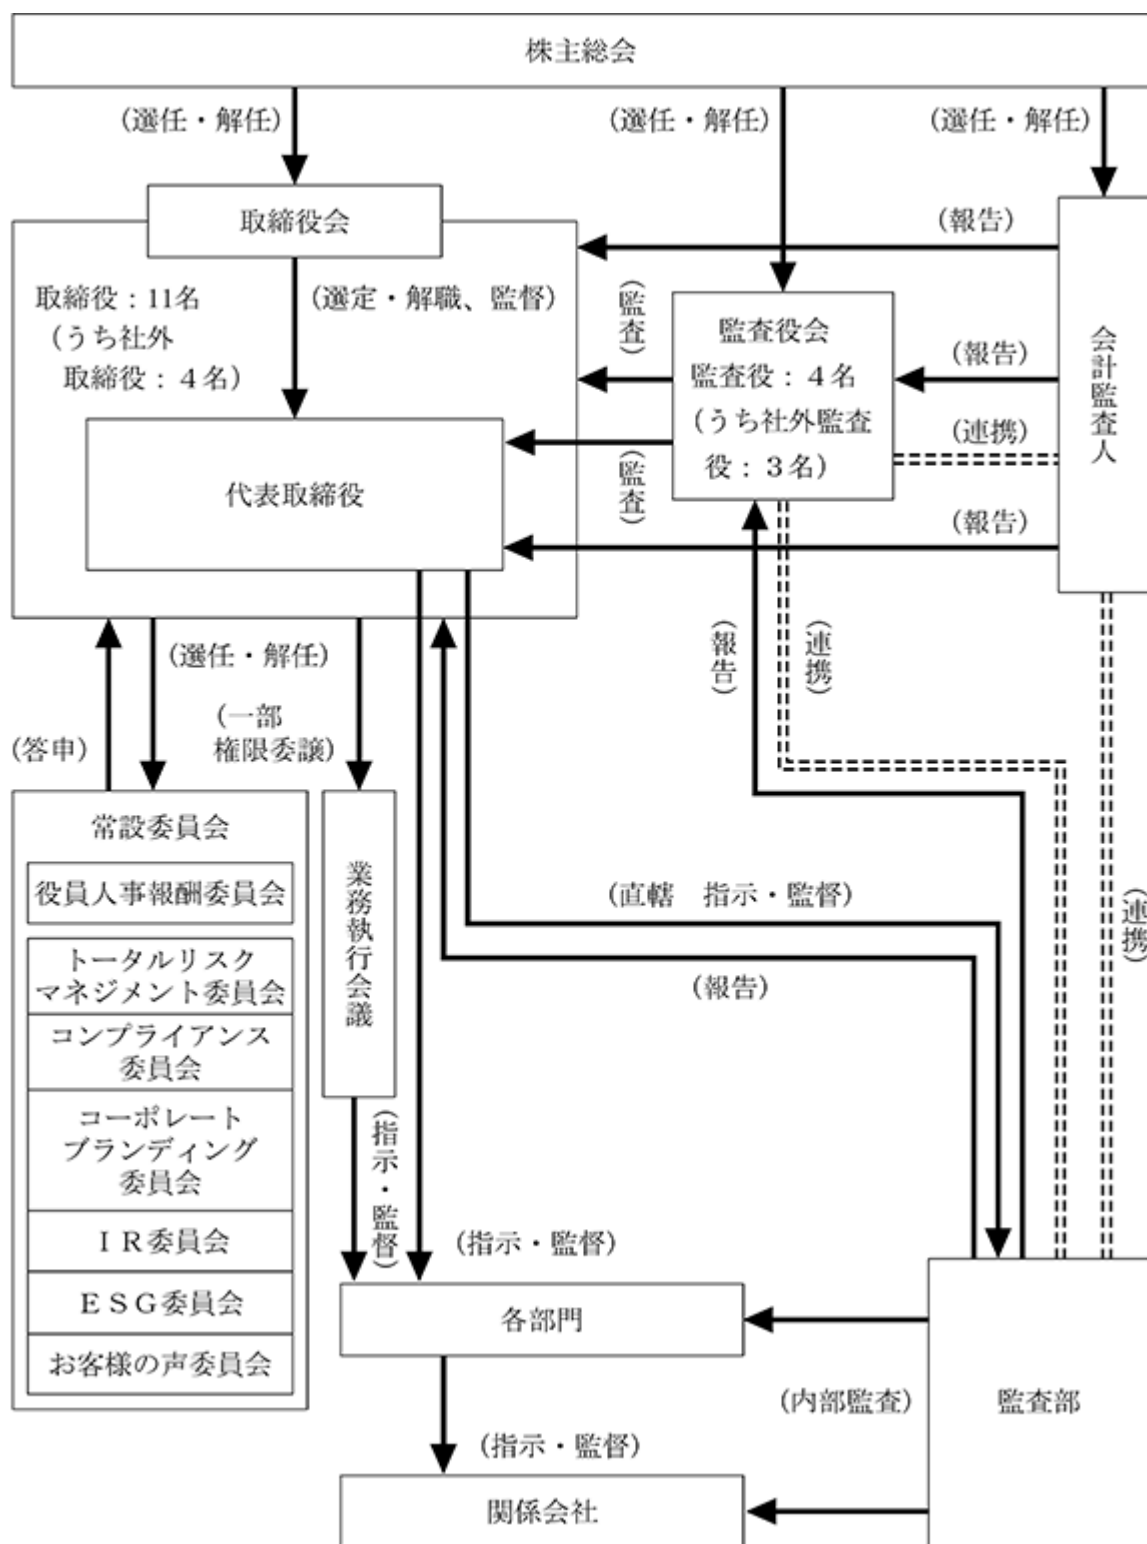 株主総会
(選任・解任)
(選任・解任)
(選任・解任)
取締役会
(報告)
取締役：11名
(うち社外
取締役：４名)
(選定・解職、監督)
(監査)
監査役会
監査役：４名
(うち社外監査
役：３名)
(報告)
(連携)
会計監査人
代表取締役
(監査)
(報告)
(選任・解任)
(報告)
(連携)
(一部
権限委譲)
(答申)
常設委員会
役員人事報酬委員会
トータルリスク
マネジメント委員会
コンプライアンス
委員会
コーポレート
ブランディング
委員会
ＩＲ委員会
ＥＳＧ委員会
お客様の声委員会
業務執行会議
(直轄　指示・監督)
(連携)
(報告)
(指示・監督)
(指示・監督)
各部門
(内部監査)
監査部
(指示・監督)
関係会社